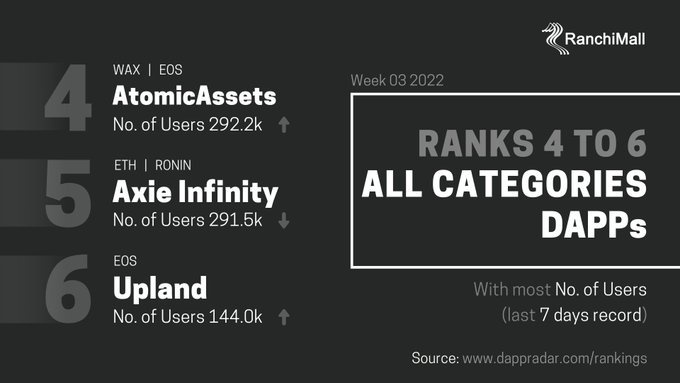 RanchiMall
4
WAX | EOS
AtomicAssets
No. of Users 292.2k
5
ETH | RONIN
Axie Infinity
No. of Users 291.5k
6
EOS
Upland
No. of Users 144.0k
Week 03 2022
RANKS 4 TO 6
ALL CATEGORIES
DAPPs
With most No. of Users
(last 7 days record)
Source: www.dappradar.com/rankings